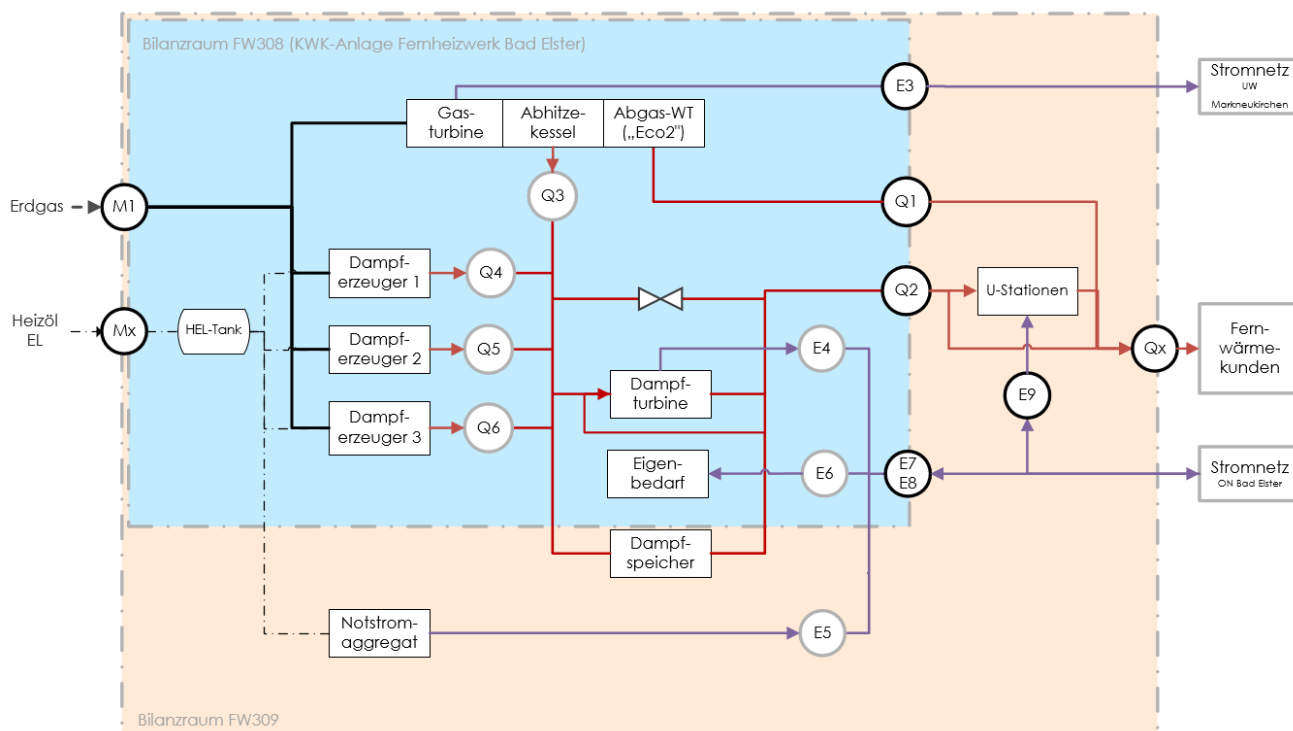 Bilanzraum FW308 (KWK-Anlage Fernheizwerk Bad Elster)
E3
Stromnetz
UW
Markneukirchen
Gas-
turbine
Abhitze-
kessel
Abgas-WT
(„Eco2")
Erdgas
M1
Q3
Q1
Dampf-
erzeuger 1
Q4
Q2
U-Stationen
Heizöl
EL
Mx
HEL-Tank
Dampf-
erzeuger 2
Q5
E4
Qx
Fern-
wärme-
kunden
Dampf-
turbine
E9
Dampf-
erzeuger 3
Q6
Eigen-
bedarf
E6
E7
E8
Stromnetz
ON Bad Elster
Dampf-
speicher
Notstrom-
aggregat
E5
Bilanzraum FW309